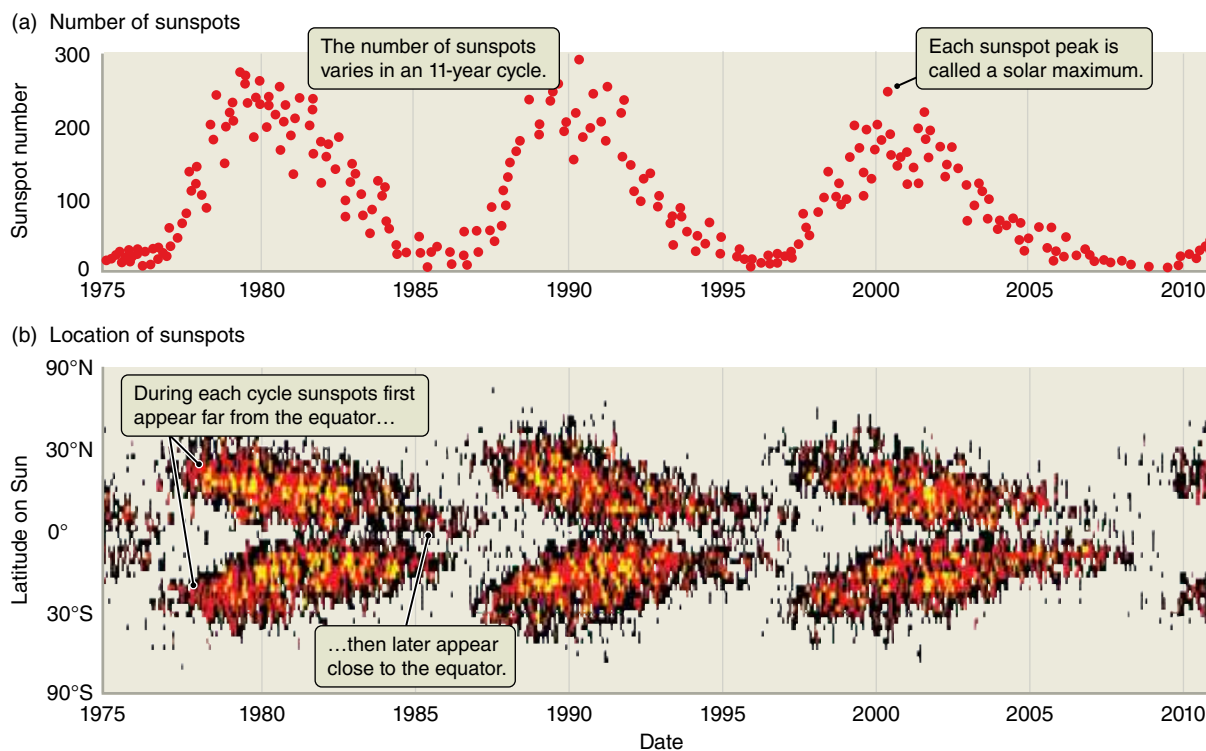 (a) Number of sunspots
The number of sunspots
varies in an 11-year cycle.
Each sunspot peak is
called a solar maximum.
Sunspot number
300
200
100
0
1975 1980 1985 1990 1995 2000 2005 2010
(b) Location of sunspots
During each cycle sunspots first
appear far from the equator…
…then later appear
close to the equator.
Latitude on Sun
90°N
30°N
0°
30°S
90°S
1975 1980 1985 1990 1995 2000 2005 2010
Date